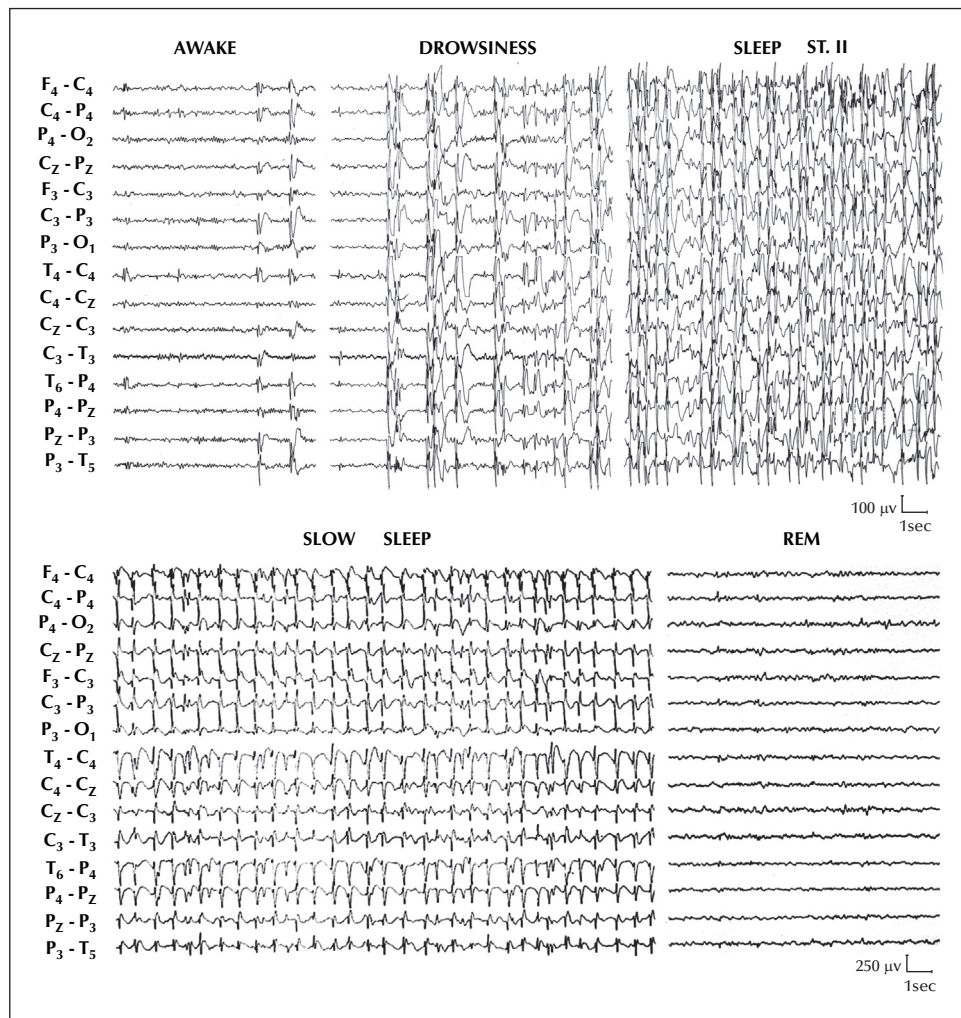 AWAKE DROWSINESS SLEEP ST. II
F4 - C4
C4 - P4
P4 - O2
CZ - PZ
F3 - C3
C3 - P3
P3 - O1
T4 - C4
C4 - CZ
CZ - C3
C3 - T3
T6 - P4
P4 - PZ
PZ - P3
P3 - T5
100 μv
1sec
SLOW SLEEP REM
F4 - C4
C4 - P4
P4 - O2
CZ - PZ
F3 - C3
C3 - P3
P3 - O1
T4 - C4
C4 - CZ
CZ - C3
C3 - T3
T6 - P4
P4 - PZ
PZ - P3
P3 - T5
250 μv
1sec